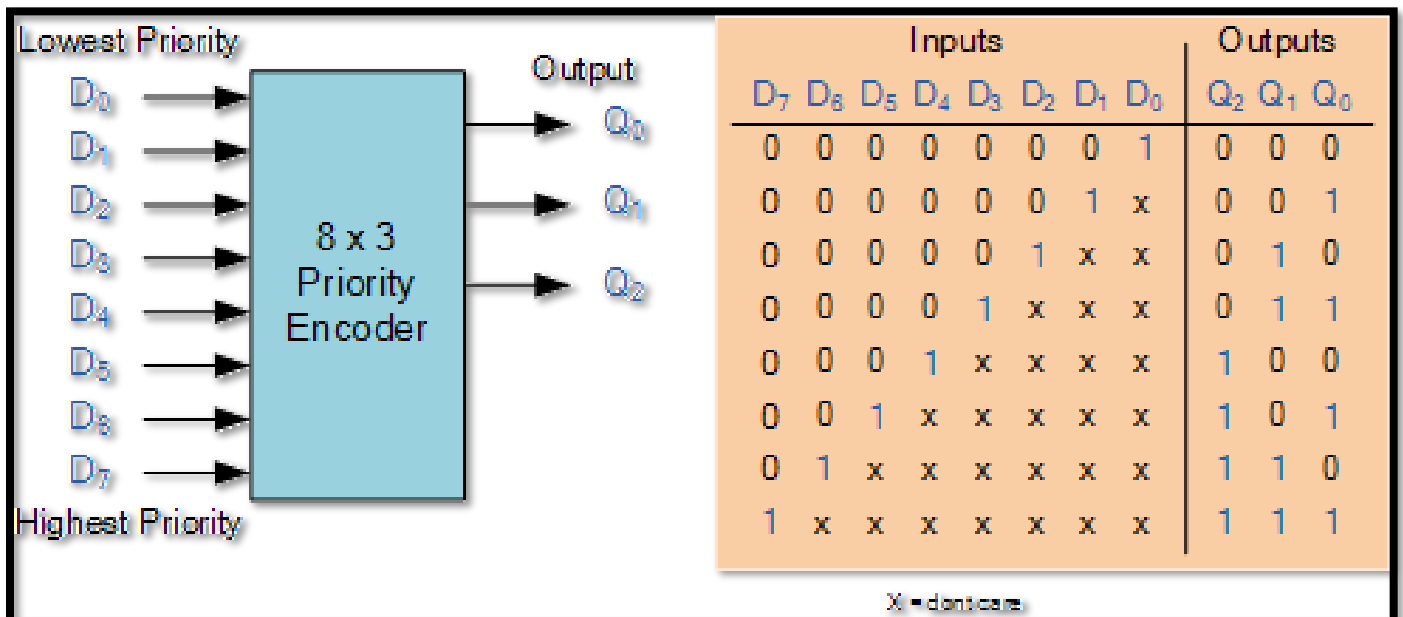 Lowest Priority
D0
D1
D2
D3
D4
D5
D6
D7
Highest Priority
8 x 3
Priority
Encoder
Output
Q0
Q1
Q2
Inputs Outputs
D7 D6 D5 D4 D3 D2 D1 D0 Q2 Q1 Q0
0 0 0 0 0 0 0 1 0 0 0
0 0 0 0 0 0 1 x 0 0 1
0 0 0 0 0 1 x x 0 1 0
0 0 0 0 1 x x x 0 1 1
0 0 0 1 x x x x 1 0 0
0 0 1 x x x x x 1 0 1
0 1 x x x x x x 1 1 0
1 x x x x x x x 1 1 1
X = dont care